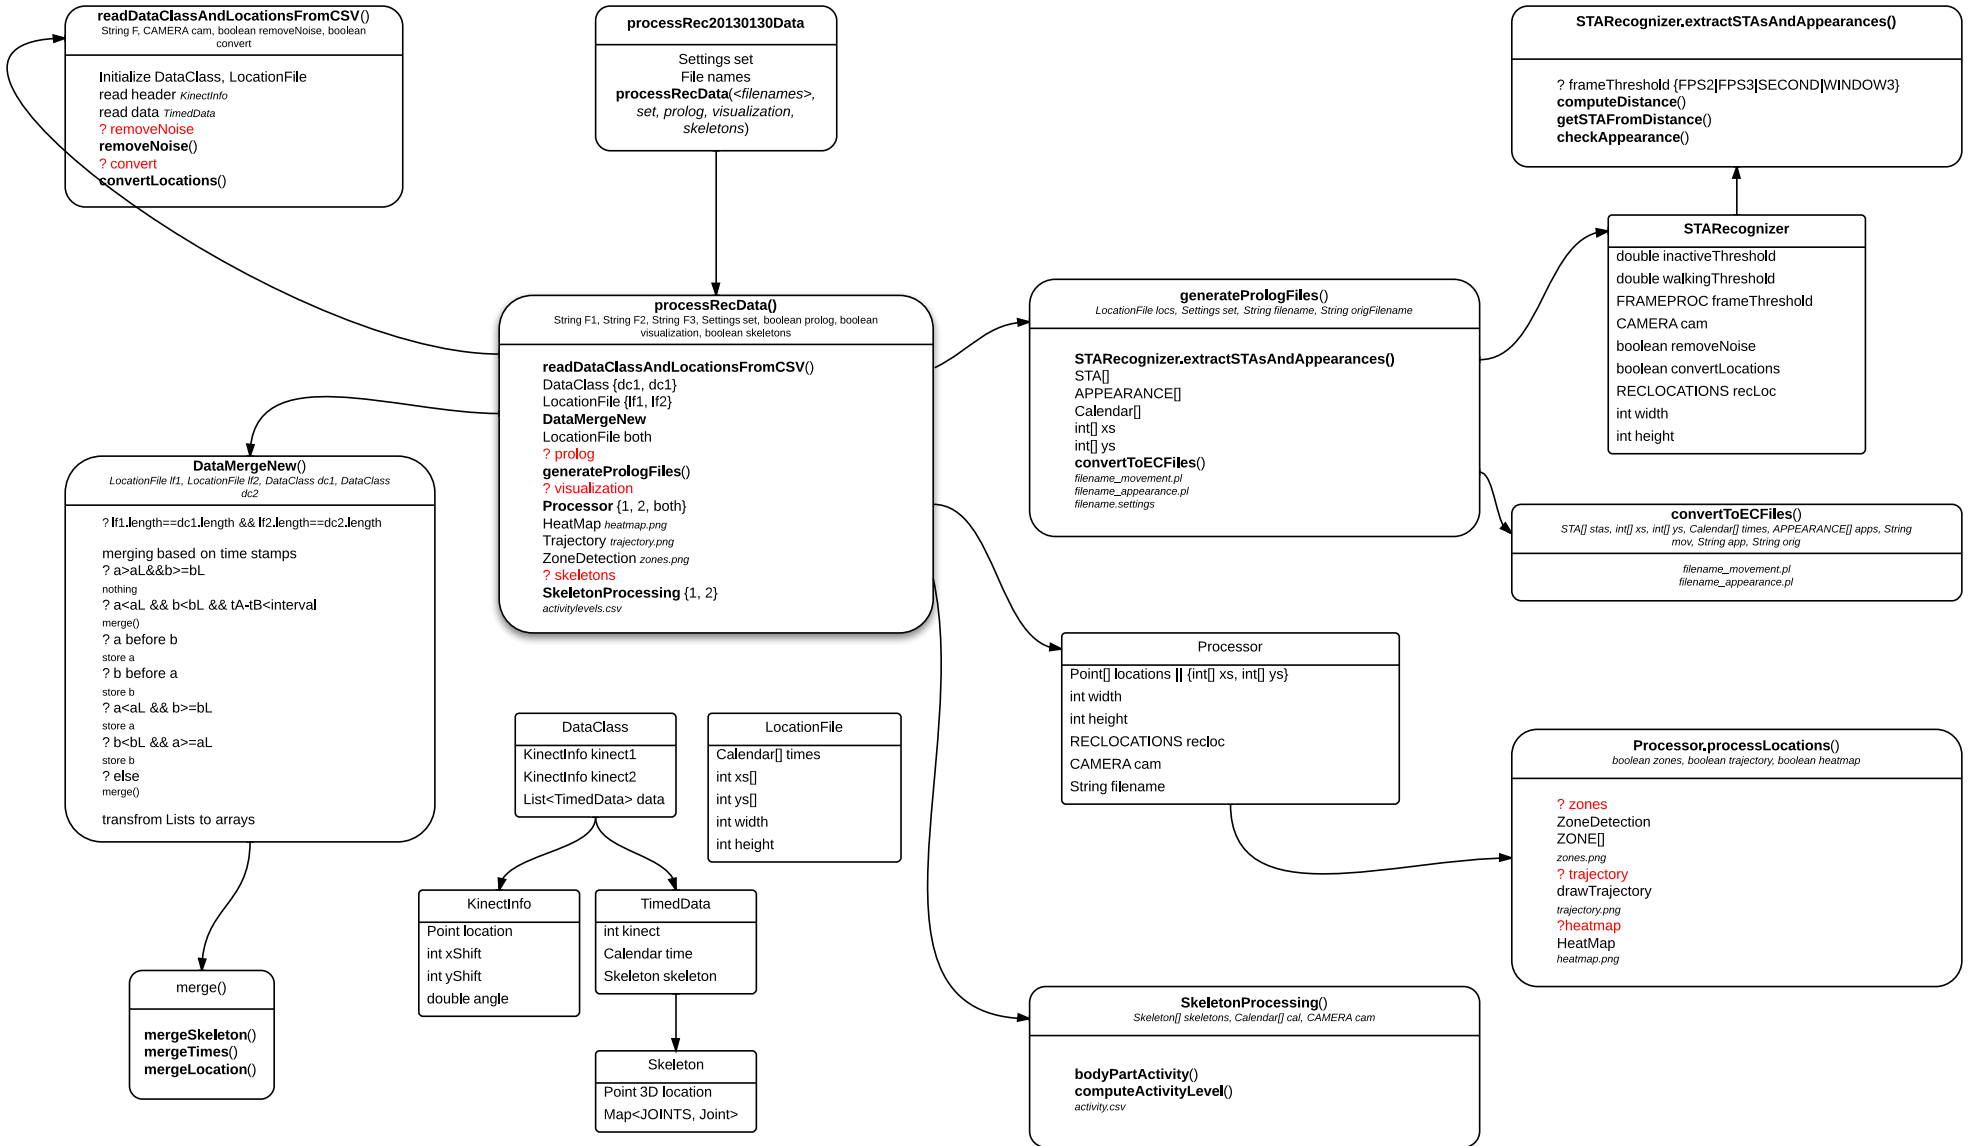 readDataClassAndLocationsFromCSV()
String F, CAMERA cam, boolean removeNoise, boolean
convert
Initialize DataClass, LocationFile
read header KinectInfo
read data TimedData
? removeNoise
removeNoise()
? convert
convertLocations()
processRec20130130Data
Settings set
File names
processRecData(<filenames>,
set, prolog, visualization,
skeletons)
STARecognizer.extractSTAsAndAppearances()
? frameThreshold {FPS2|FPS3|SECOND|WINDOW3}
computeDistance()
getSTAFromDistance()
checkAppearance()
STARecognizer
double inactiveThreshold
double walkingThreshold
FRAMEPROC frameThreshold
CAMERA cam
boolean removeNoise
boolean convertLocations
RECLOCATIONS recLoc
int width
int height
processRecData()
String F1, String F2, String F3, Settings set, boolean prolog, boolean
visualization, boolean skeletons
readDataClassAndLocationsFromCSV()
DataClass {dc1, dc1}
LocationFile {lf1, lf2}
DataMergeNew
LocationFile both
? prolog
generatePrologFiles()
? visualization
Processor {1, 2, both}
HeatMap heatmap.png
Trajectory trajectory.png
ZoneDetection zones.png
? skeletons
SkeletonProcessing {1, 2}
activitylevels.csv
generatePrologFiles()
LocationFile locs, Settings set, String filename, String origFilename
STARecognizer.extractSTAsAndAppearances()
STA[]
APPEARANCE[]
Calendar[]
int[] xs
int[] ys
convertToECFiles()
filename_movement.pl
filename_appearance.pl
filename.settings
convertToECFiles()
STA[] stas, int[] xs, int[] ys, Calendar[] times, APPEARANCE[] apps, String
mov, String app, String orig
filename_movement.pl
filename_appearance.pl
DataMergeNew()
LocationFile lf1, LocationFile lf2, DataClass dc1, DataClass
dc2
? lf1.length==dc1.length && lf2.length==dc2.length
merging based on time stamps
? a>aL&&b>=bL
nothing
? a<aL && b<bL && tA-tB<interval
merge()
? a before b
store a
? b before a
store b
? a<aL && b>=bL
store a
? b<bL && a>=aL
store b
? else
merge()
transfrom Lists to arrays
merge()
mergeSkeleton()
mergeTimes()
mergeLocation()
DataClass
KinectInfo kinect1
KinectInfo kinect2
List<TimedData> data
LocationFile
Calendar[] times
int xs[]
int ys[]
int width
int height
KinectInfo
Point location
int xShift
int yShift
double angle
TimedData
int kinect
Calendar time
Skeleton skeleton
Skeleton
Point 3D location
Map<JOINTS, Joint>
Processor
Point[] locations || {int[] xs, int[] ys}
int width
int height
RECLOCATIONS recloc
CAMERA cam
String filename
Processor.processLocations()
boolean zones, boolean trajectory, boolean heatmap
? zones
ZoneDetection
ZONE[]
zones.png
? trajectory
drawTrajectory
trajectory.png
?heatmap
HeatMap
heatmap.png
SkeletonProcessing()
Skeleton[] skeletons, Calendar[] cal, CAMERA cam
bodyPartActivity()
computeActivityLevel()
activity.csv